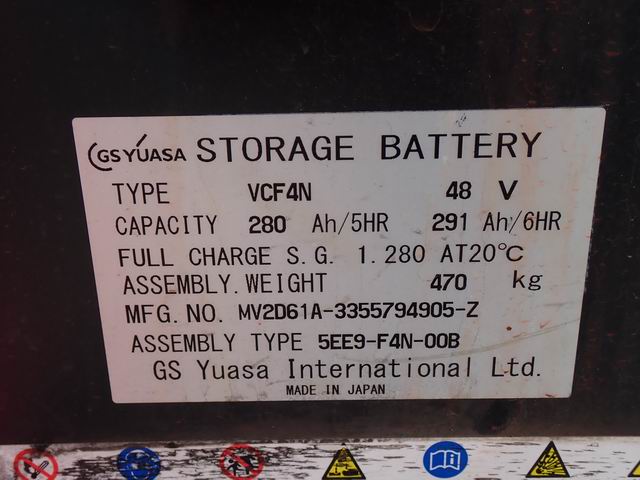 GS YUASA STORAGE BATTERY
TYPE VCF4N 48 V
CAPACITY 280 Ah/5HR 291 Ah/6HR
FULL CHARGE S.G. 1.280 AT20℃
ASSEMBLY.WEIGHT 470 kg
MFG.NO. MV2D61A-3355794905-Z
ASSEMBLY TYPE 5EE9-F4N-00B
GS Yuasa International Ltd.
MADE IN JAPAN